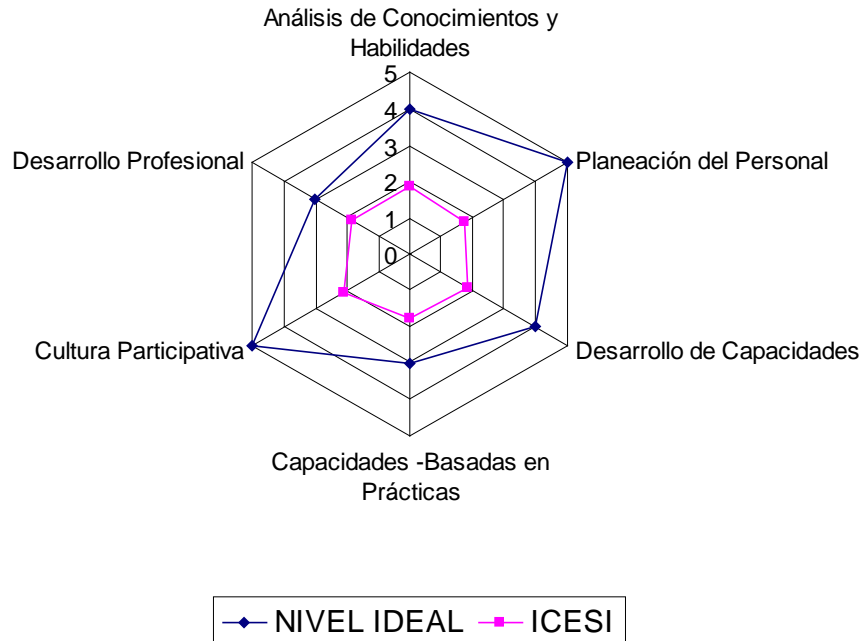 Análisis de Conocimientos y
Habilidades
5
4
3
2
1
0
Desarrollo Profesional
Planeación del Personal
Cultura Participativa
Desarrollo de Capacidades
Capacidades -Basadas en
Prácticas
NIVEL IDEAL
ICESI